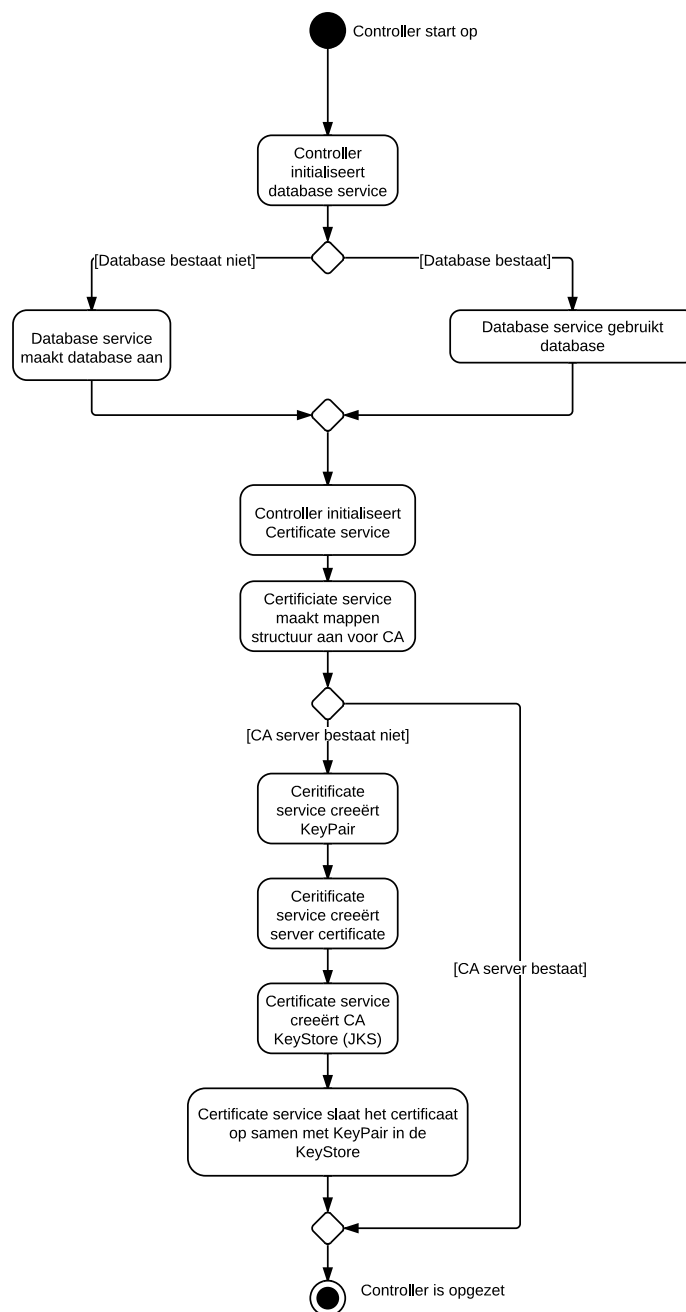 Controller start op
Controller
initialiseert
database service
[Database bestaat niet]
[Database bestaat]
Database service
maakt database aan
Database service gebruikt
database
Controller initialiseert
Certificate service
Certificiate service
maakt mappen
structuur aan voor CA
[CA server bestaat niet]
Ceritificate
service creeërt
KeyPair
Ceritificate
service creeërt
server certificate
[CA server bestaat]
Certificate service
creeërt CA
KeyStore (JKS)
Certificate service slaat het certificaat
op samen met KeyPair in de
KeyStore
Controller is opgezet